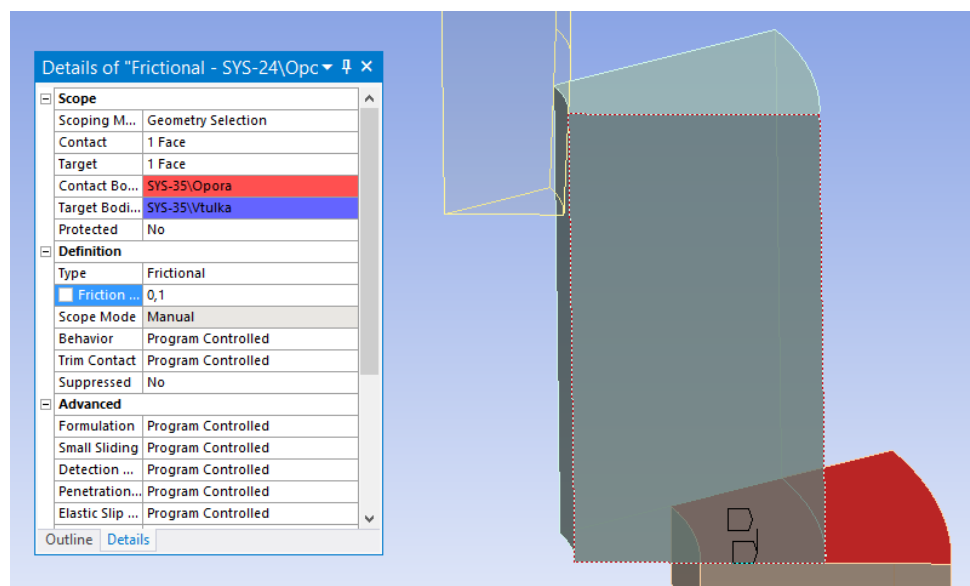 Details of "Frictional - SYS-24\Opc
Scope
Scoping M... Geometry Selection
Contact 1 Face
Target 1 Face
Contact Bo... SYS-35\Opora
Target Bodi... SYS-35\Vtulka
Protected No
Definition
Type Frictional
Friction ... 0,1
Scope Mode Manual
Behavior Program Controlled
Trim Contact Program Controlled
Suppressed No
Advanced
Formulation Program Controlled
Small Sliding Program Controlled
Detection ... Program Controlled
Penetration... Program Controlled
Elastic Slip ... Program Controlled
Outline Details